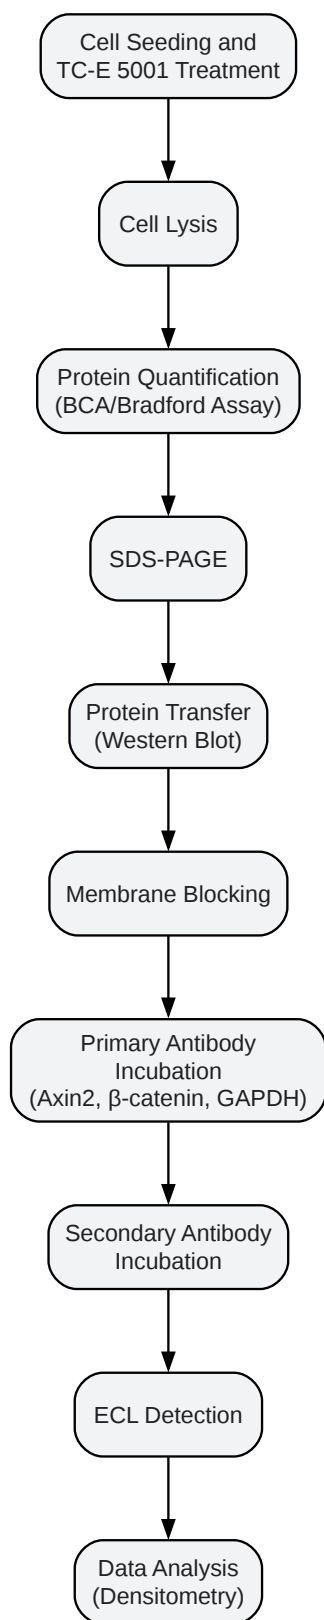 Cell Seeding and
TC-E 5001 Treatment
Cell Lysis
Protein Quantification
(BCA/Bradford Assay)
SDS-PAGE
Protein Transfer
(Western Blot)
Membrane Blocking
Primary Antibody
Incubation
(Axin2, β-catenin, GAPDH)
Secondary Antibody
Incubation
ECL Detection
Data Analysis
(Densitometry)